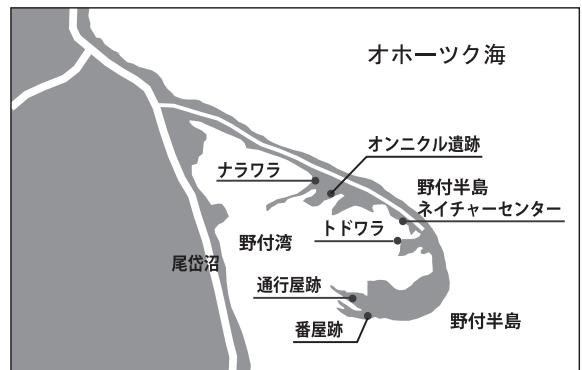 オホーツク海
オンニクル遺跡
ナラワラ
野付半島
ネイチャーセンター
トドワラ
野付湾
尾岱沼
通行屋跡
番屋跡
野付半島